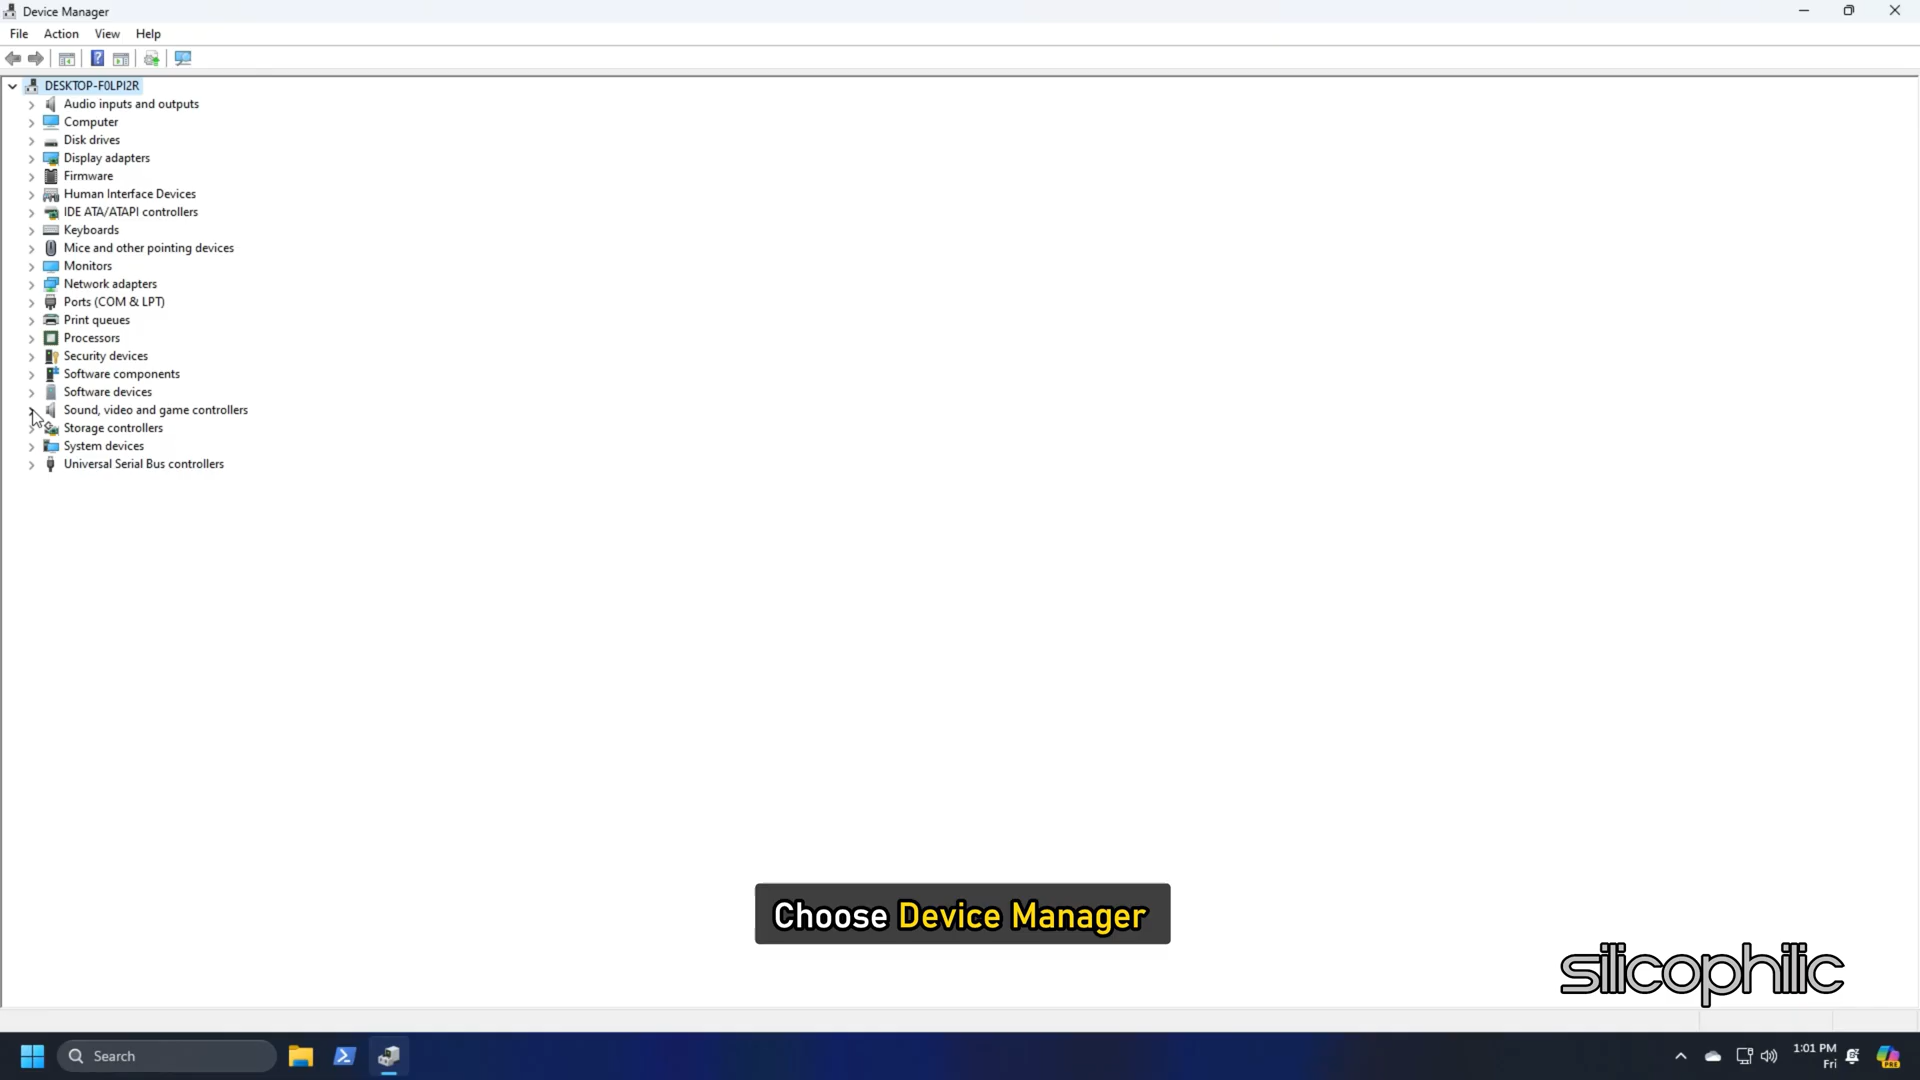 Device Manager
File Action View Help
DESKTOP-F0LPI2R
Audio inputs and outputs
Computer
Disk drives
Display adapters
Firmware
Human Interface Devices
IDE ATA/ATAPI controllers
Keyboards
Mice and other pointing devices
Monitors
Network adapters
Ports (COM & LPT)
Print queues
Processors
Security devices
Software components
Software devices
Sound, video and game controllers
Storage controllers
System devices
Universal Serial Bus controllers
Choose Device Manager
silicophilic
Search
1:01 PM
Fri
PRE